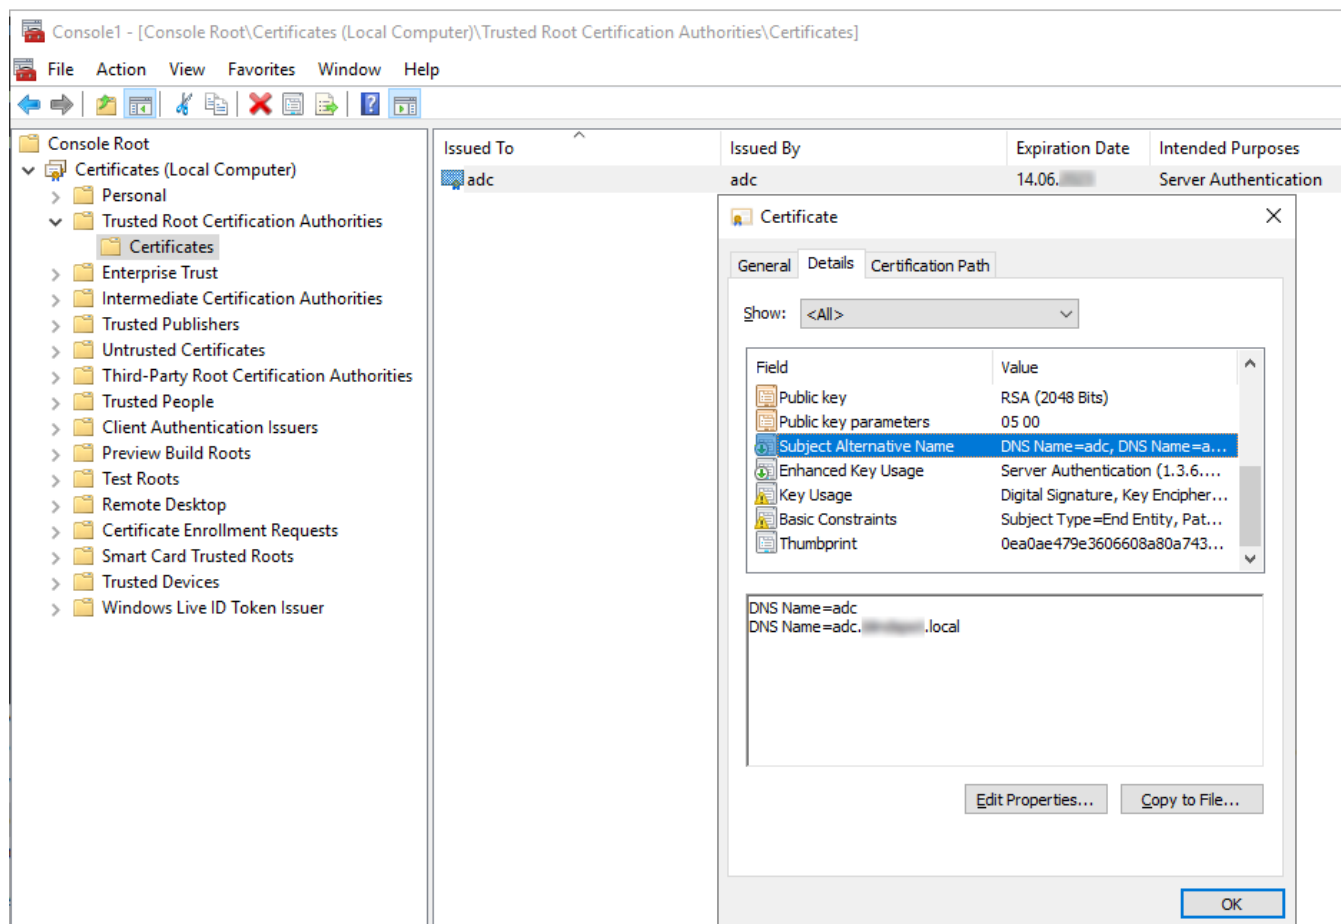 Console1 - [Console Root\Certificates (Local Computer)\Trusted Root Certification Authorities\Certificates]
File Action View Favorites Window Help
Console Root
Certificates (Local Computer)
Personal
Trusted Root Certification Authorities
Certificates
Enterprise Trust
Intermediate Certification Authorities
Trusted Publishers
Untrusted Certificates
Third-Party Root Certification Authorities
Trusted People
Client Authentication Issuers
Preview Build Roots
Test Roots
Remote Desktop
Certificate Enrollment Requests
Smart Card Trusted Roots
Trusted Devices
Windows Live ID Token Issuer
Issued To Issued By Expiration Date Intended Purposes
adc adc 14.06. Server Authentication
Certificate
General Details Certification Path
Show: <All>
Field Value
Public key RSA (2048 Bits)
Public key parameters 05 00
Subject Alternative Name DNS Name=adc, DNS Name=a...
Enhanced Key Usage Server Authentication (1.3.6....
Key Usage Digital Signature, Key Encipher...
Basic Constraints Subject Type=End Entity, Pat...
Thumbprint 0ea0ae479e3606608a80a743...
DNS Name=adc
DNS Name=adc. .local
Edit Properties... Copy to File...
OK